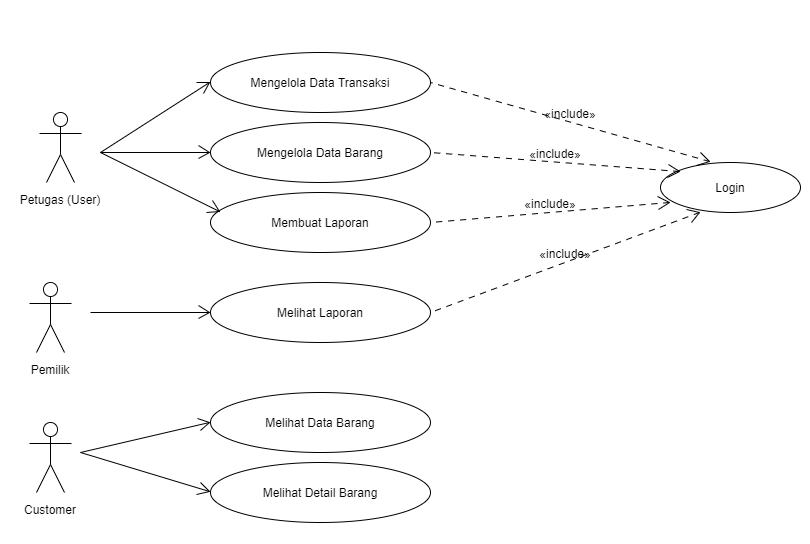 Mengelola Data Transaksi
«include»
Mengelola Data Barang
«include»
Petugas (User)
Login
Membuat Laporan
«include»
«include»
Melihat Laporan
Pemilik
Melihat Data Barang
Melihat Detail Barang
Customer